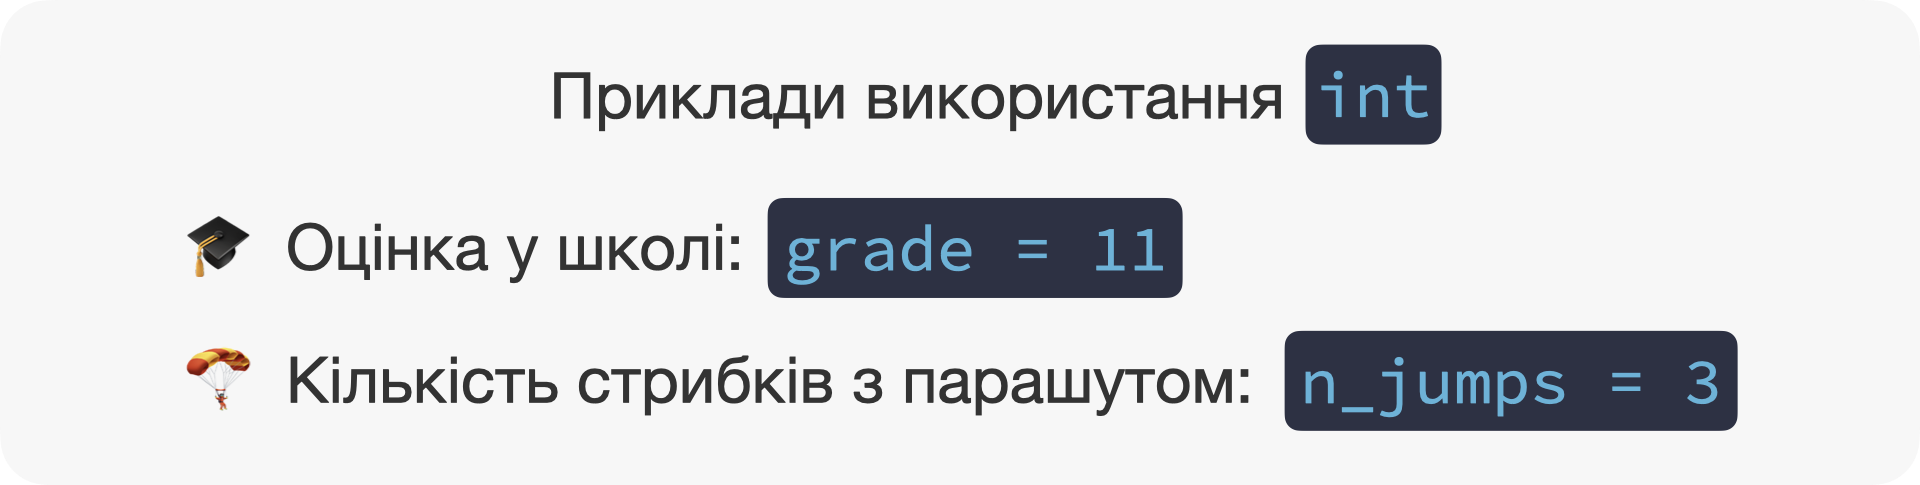 Приклади використання int
Оцінка у школі: grade = 11
Кількість стрибків з парашутом: n_jumps = 3